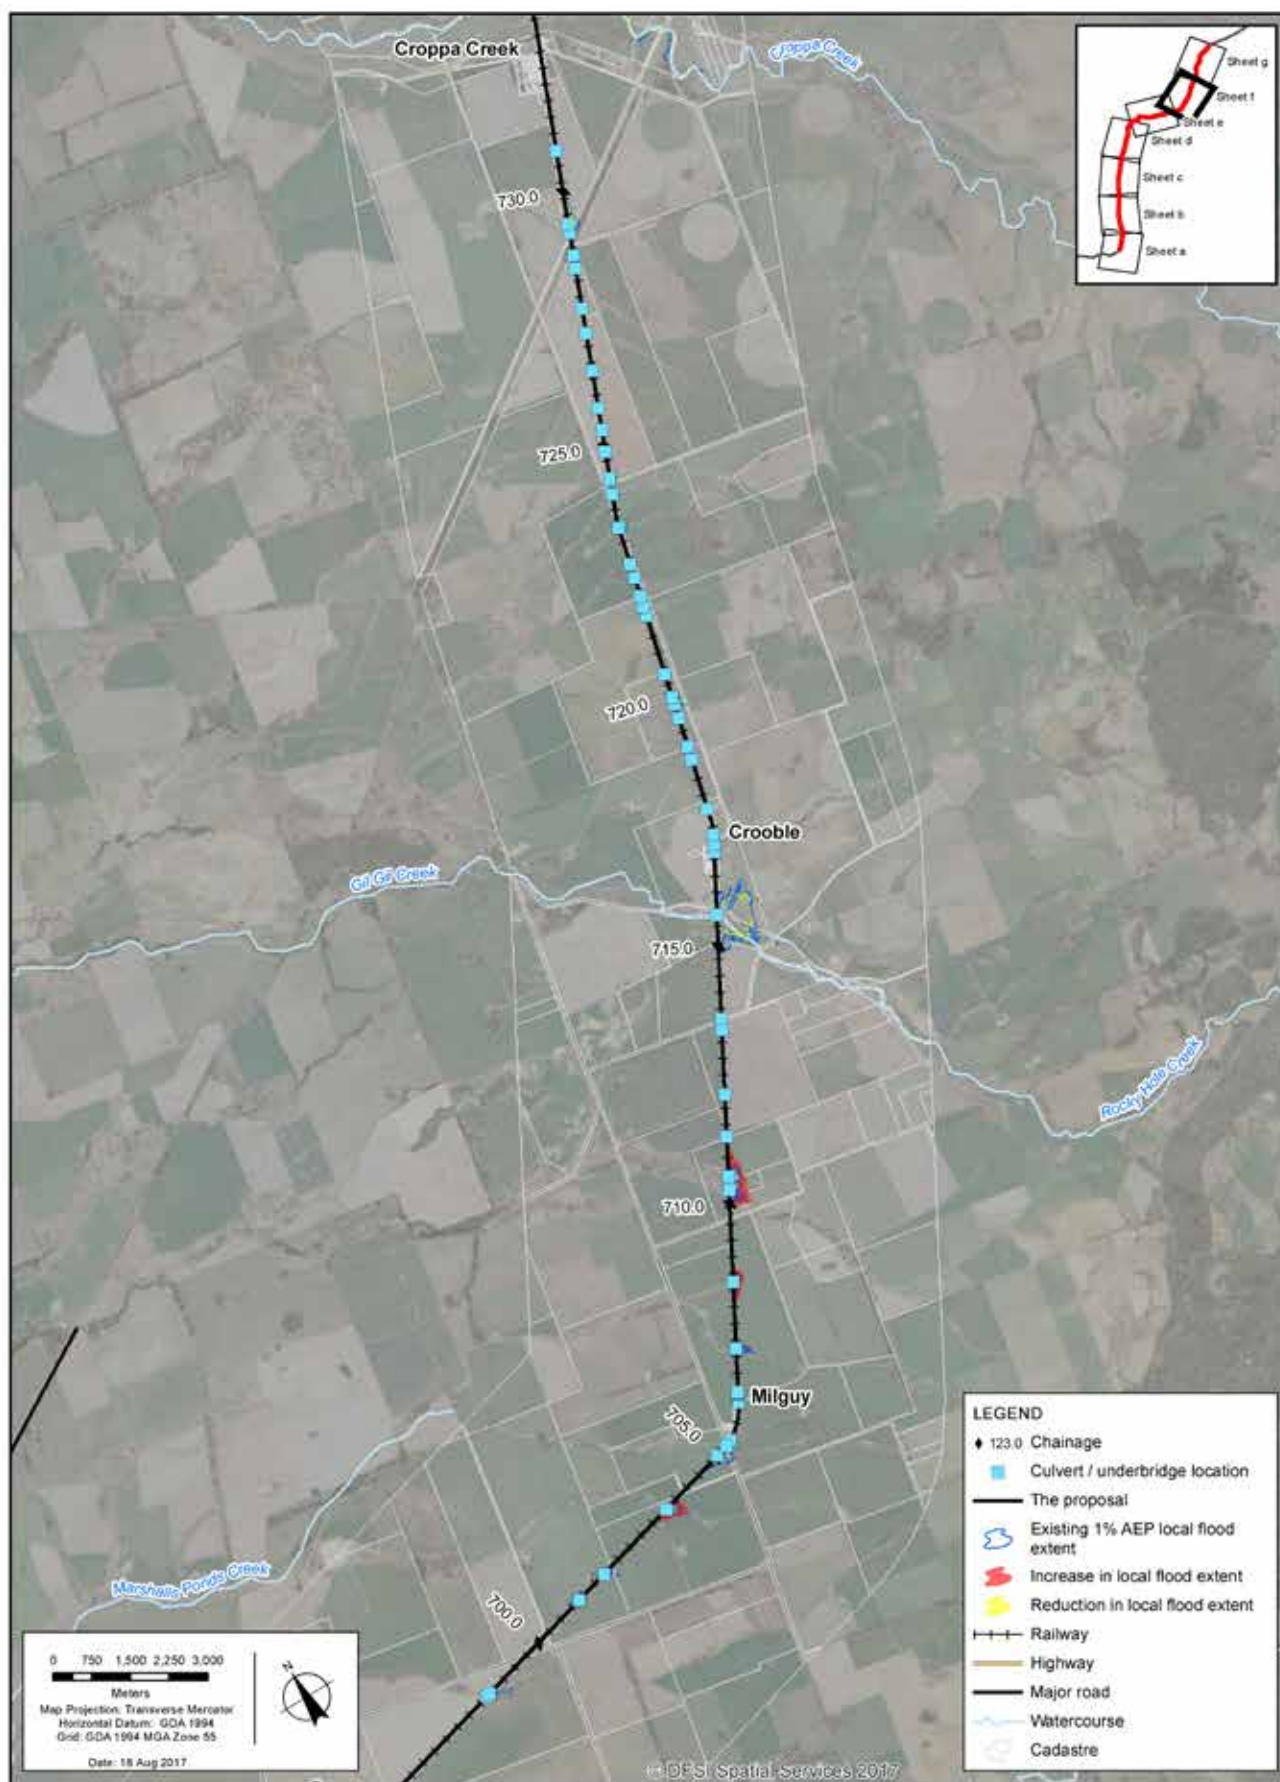 Croppa Creek
Croppa Creek
Sheet g
Sheet f
Sheet e
Sheet d
Sheet c
Sheet b
Sheet a
730.0
725.0
720.0
Crooble
Gil Gil Creek
715.0
Rocky Hole Creek
710.0
Milguy
705.0
Marshalls Ponds Creek
700.0
LEGEND
123.0 Chainage
Culvert / underbridge location
The proposal
Existing 1% AEP local flood
extent
Increase in local flood extent
Reduction in local flood extent
Railway
Highway
Major road
Watercourse
Cadastre
0 750 1,500 2,250 3,000
Meters
Map Projection: Transverse Mercator
Horizontal Datum: GDA 1994
Grid: GDA 1994 MGA Zone 55
Date: 18 Aug 2017
N
© DFSI Spatial Services 2017